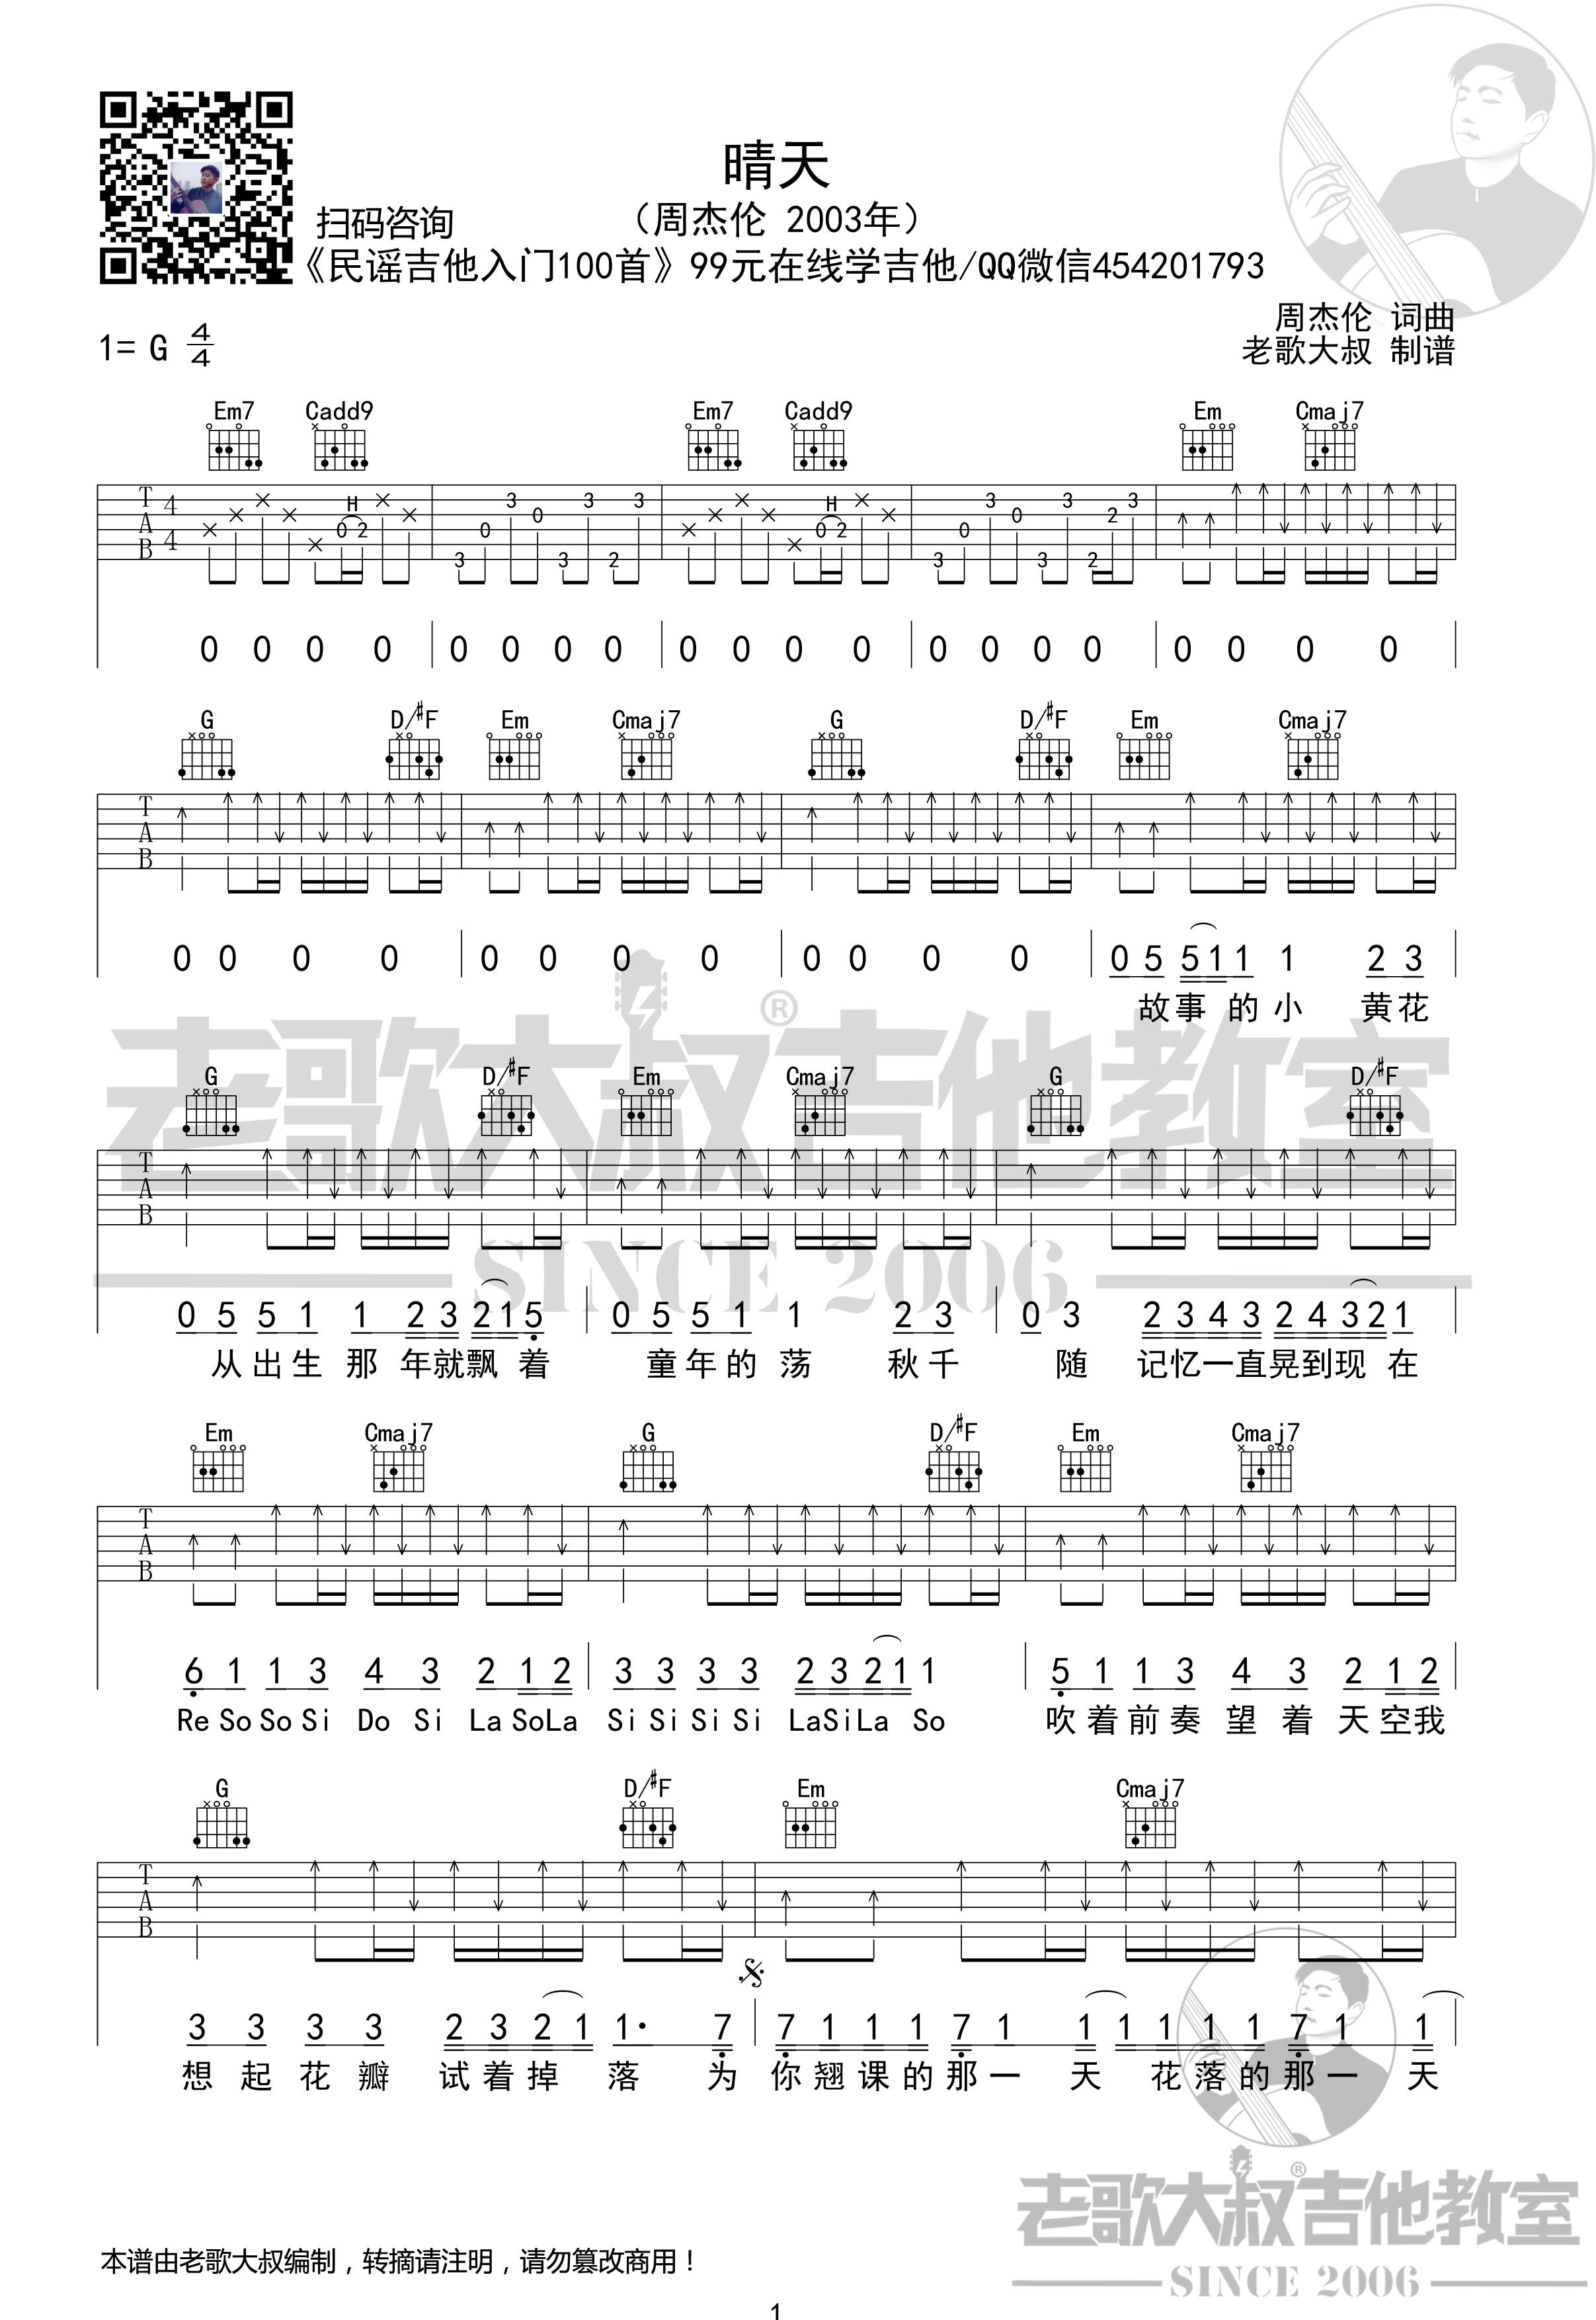 晴天
(周杰伦 2003年)
扫码咨询
《民谣吉他入门100首》99元在线学吉他/QQ微信454201793
周杰伦 词曲
1= G 4/4
老歌大叔 制谱
Em7 Cadd9 Em7 Cadd9 Em Cmaj7
T A B 4 4 H 0 2 3 0 3 0 3 3 2 3 H 0 2 3 0 3 0 3 3 2 2 3
0 0 0 0 0 0 0 0 0 0 0 0 0 0 0 0 0 0 0 0
G D/#F Em Cmaj7 G D/#F Em Cmaj7
T A B
0 0 0 0 0 0 0 0 0 0 0 0 0 5 5 1 1 1 2 3
故事 的 小 黄花
老歌大叔®吉他教室
G D/#F Em Cmaj7 G D/#F
T A B
SINCE 2006
0 5 5 1 1 2 3 2 1 5 0 5 5 1 1 2 3 0 3 2 3 4 3 2 4 3 2 1
从 出 生 那 年就飘 着 童年的 荡 秋千 随 记忆一直晃到现 在
Em Cmaj7 G D/#F Em Cmaj7
T A B
6 1 1 3 4 3 2 1 2 3 3 3 3 2 3 2 1 1 5 1 1 3 4 3 2 1 2
Re So So Si Do Si La SoLa Si Si Si Si LaSiLa So 吹 着 前 奏 望 着 天 空我
G D/#F Em Cmaj7
T A B
3 3 3 3 2 3 2 1 1· 7 7 1 1 1 7 1 1 1 1 1 1 7 1 1
想 起 花 瓣 试 着 掉 落 为 你 翘 课 的 那 一 天 花 落 的 那 一 天
老歌大叔®吉他教室
SINCE 2006
本谱由老歌大叔编制，转摘请注明，请勿篡改商用！
1